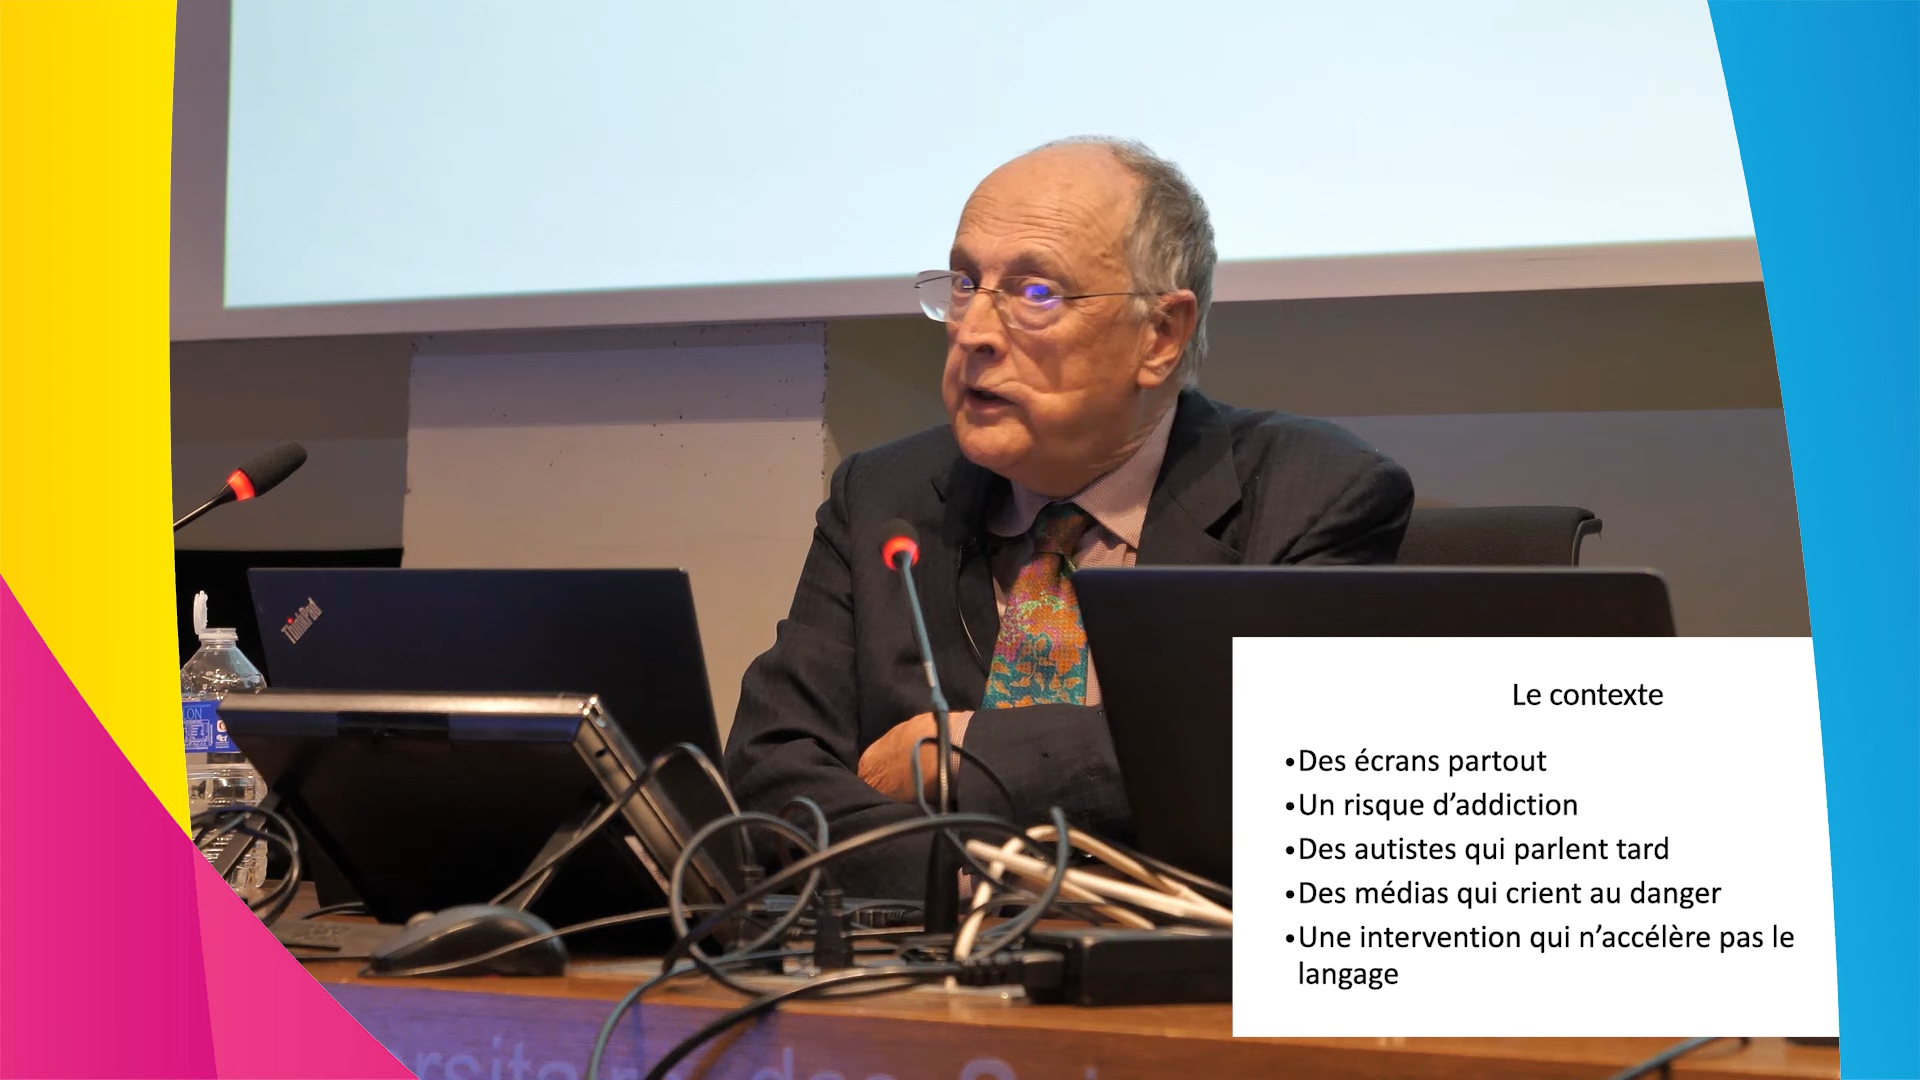 ThinkPad
LON
Le contexte
•Des écrans partout
•Un risque d’addiction
•Des autistes qui parlent tard
•Des médias qui crient au danger
•Une intervention qui n’accélère pas le
langage